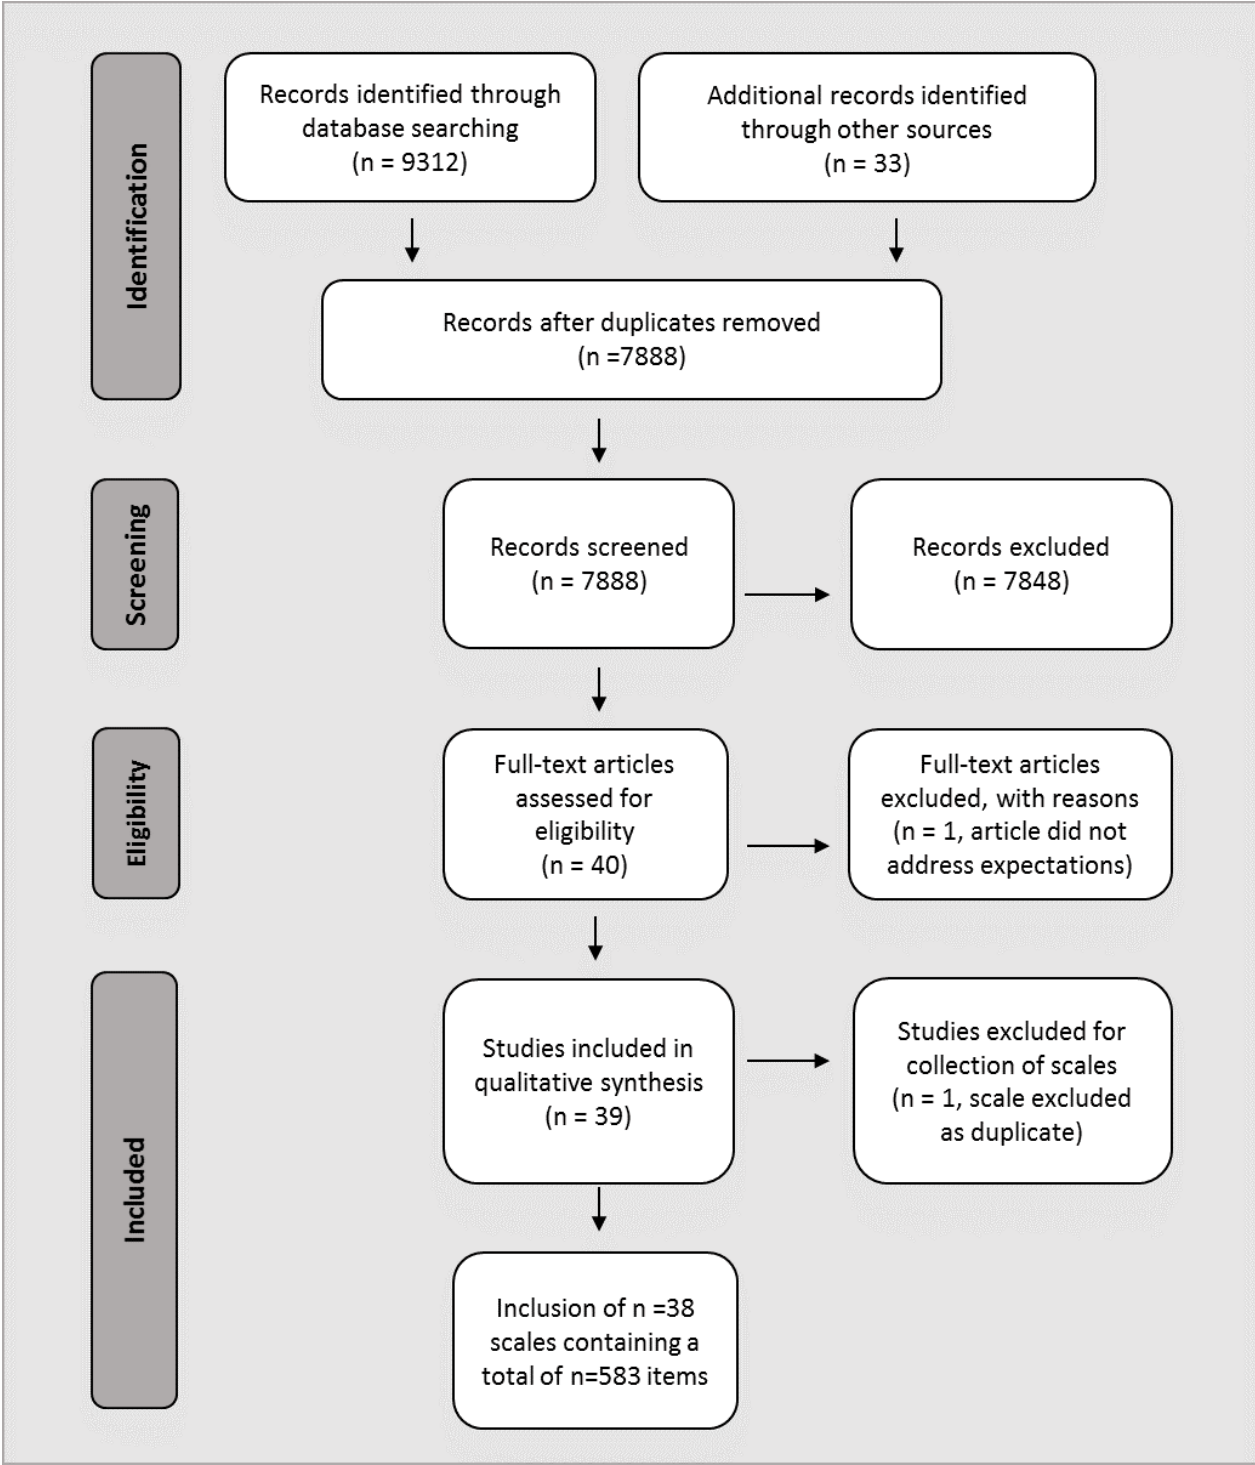 Identification
Records identified through
database searching
(n = 9312)
Additional records identified
through other sources
(n = 33)
Records after duplicates removed
(n =7888)
Screening
Records screened
(n = 7888)
Records excluded
(n = 7848)
Eligibility
Full-text articles
assessed for
eligibility
(n = 40)
Full-text articles
excluded, with reasons
(n = 1, article did not
address expectations)
Included
Studies included in
qualitative synthesis
(n = 39)
Studies excluded for
collection of scales
(n = 1, scale excluded
as duplicate)
Inclusion of n =38
scales containing a
total of n=583 items